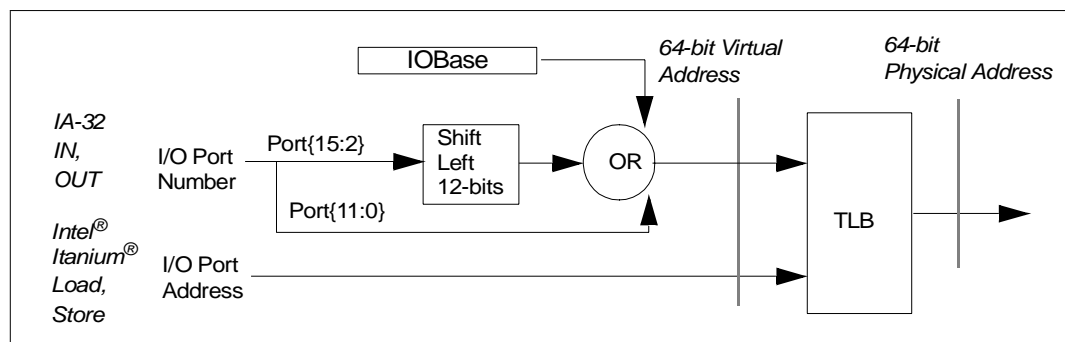 IOBase
64-bit Virtual
Address
64-bit
Physical Address
IA-32
IN,
OUT
I/O Port
Number
Port{15:2}
Shift
Left
12-bits
OR
Port{11:0}
TLB
Intel®
Itanium®
Load,
Store
I/O Port
Address